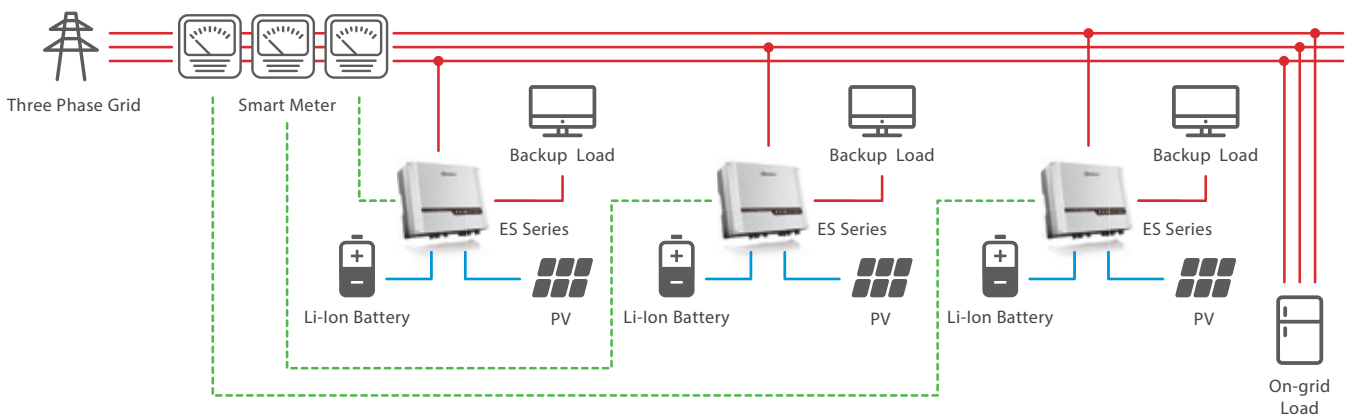 Three Phase Grid
Smart Meter
Backup Load
Backup Load
Backup Load
ES Series
ES Series
ES Series
Li-Ion Battery
PV
Li-Ion Battery
PV
Li-Ion Battery
PV
On-grid
Load